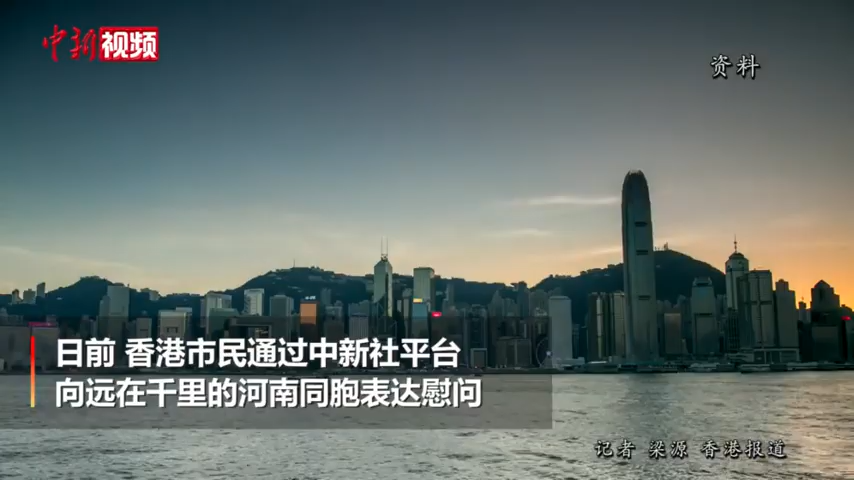 中新视频
资料
日前 香港市民通过中新社平台
向远在千里的河南同胞表达慰问
记者 梁源 香港报道